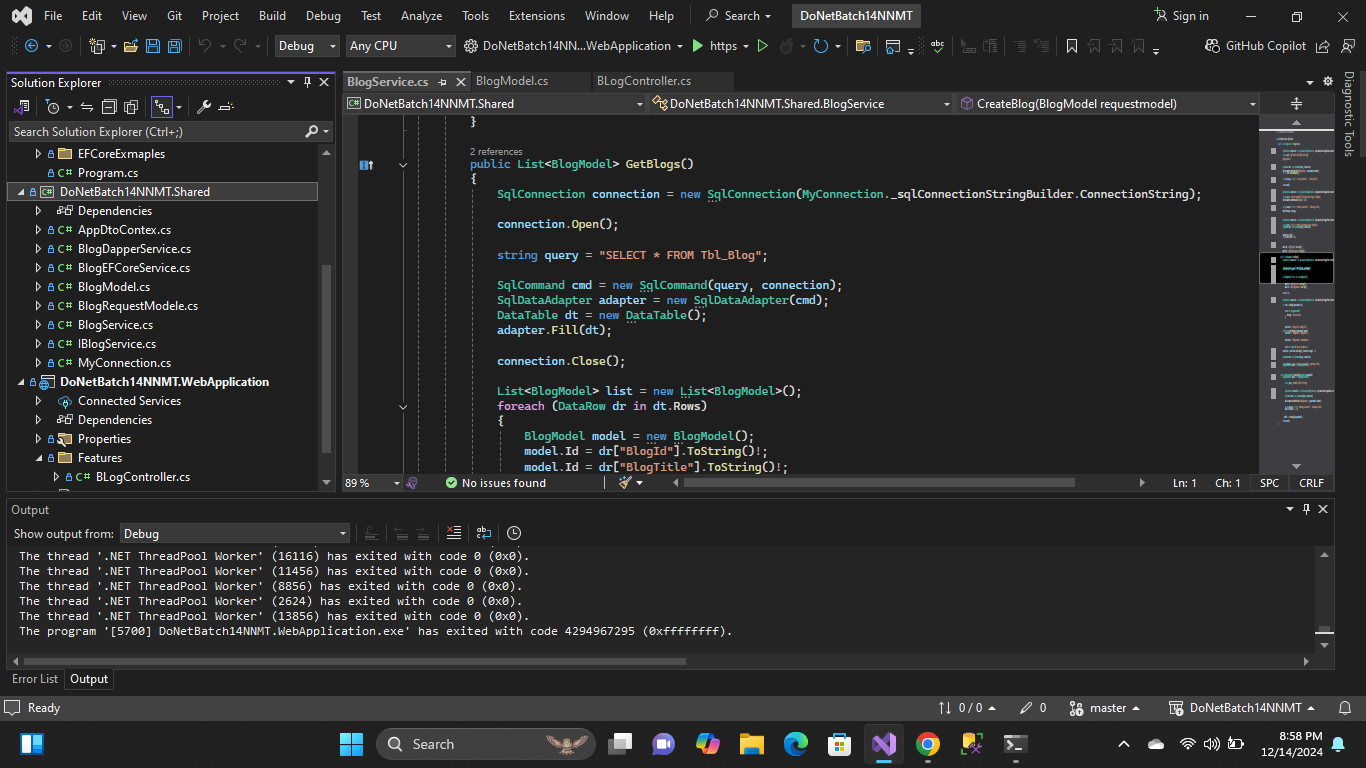 File Edit View Git Project Build Debug Test Analyze Tools Extensions Window Help Search DoNetBatch14NNMT Sign in
Debug Any CPU DoNetBatch14NN...WebApplication https GitHub Copilot
Solution Explorer
Search Solution Explorer (Ctrl+;)
EFCoreExmaples
C# Program.cs
C# DoNetBatch14NNMT.Shared
Dependencies
C# AppDtoContex.cs
C# BlogDapperService.cs
C# BlogEFCoreService.cs
C# BlogModel.cs
C# BlogRequestModele.cs
C# BlogService.cs
C# IBlogService.cs
C# MyConnection.cs
DoNetBatch14NNMT.WebApplication
Connected Services
Dependencies
Properties
Features
C# BLogController.cs
BlogService.cs BlogModel.cs BLogController.cs
C# DoNetBatch14NNMT.Shared DoNetBatch14NNMT.Shared.BlogService CreateBlog(BlogModel requestmodel)
}
2 references
public List<BlogModel> GetBlogs()
{
SqlConnection connection = new SqlConnection(MyConnection._sqlConnectionStringBuilder.ConnectionString);
connection.Open();
string query = "SELECT * FROM Tbl_Blog";
SqlCommand cmd = new SqlCommand(query, connection);
SqlDataAdapter adapter = new SqlDataAdapter(cmd);
DataTable dt = new DataTable();
adapter.Fill(dt);
connection.Close();
List<BlogModel> list = new List<BlogModel>();
foreach (DataRow dr in dt.Rows)
{
BlogModel model = new BlogModel();
model.Id = dr["BlogId"].ToString()!;
model.Id = dr["BlogTitle"].ToString()!;
89 % No issues found Ln: 1 Ch: 1 SPC CRLF
Diagnostic Tools
Output
Show output from: Debug
The thread '.NET ThreadPool Worker' (16116) has exited with code 0 (0x0).
The thread '.NET ThreadPool Worker' (11456) has exited with code 0 (0x0).
The thread '.NET ThreadPool Worker' (8856) has exited with code 0 (0x0).
The thread '.NET ThreadPool Worker' (2624) has exited with code 0 (0x0).
The thread '.NET ThreadPool Worker' (13856) has exited with code 0 (0x0).
The program '[5700] DoNetBatch14NNMT.WebApplication.exe' has exited with code 4294967295 (0xffffffff).
Error List Output
Ready 0 / 0 0 master DoNetBatch14NNMT
Search
8:58 PM
12/14/2024